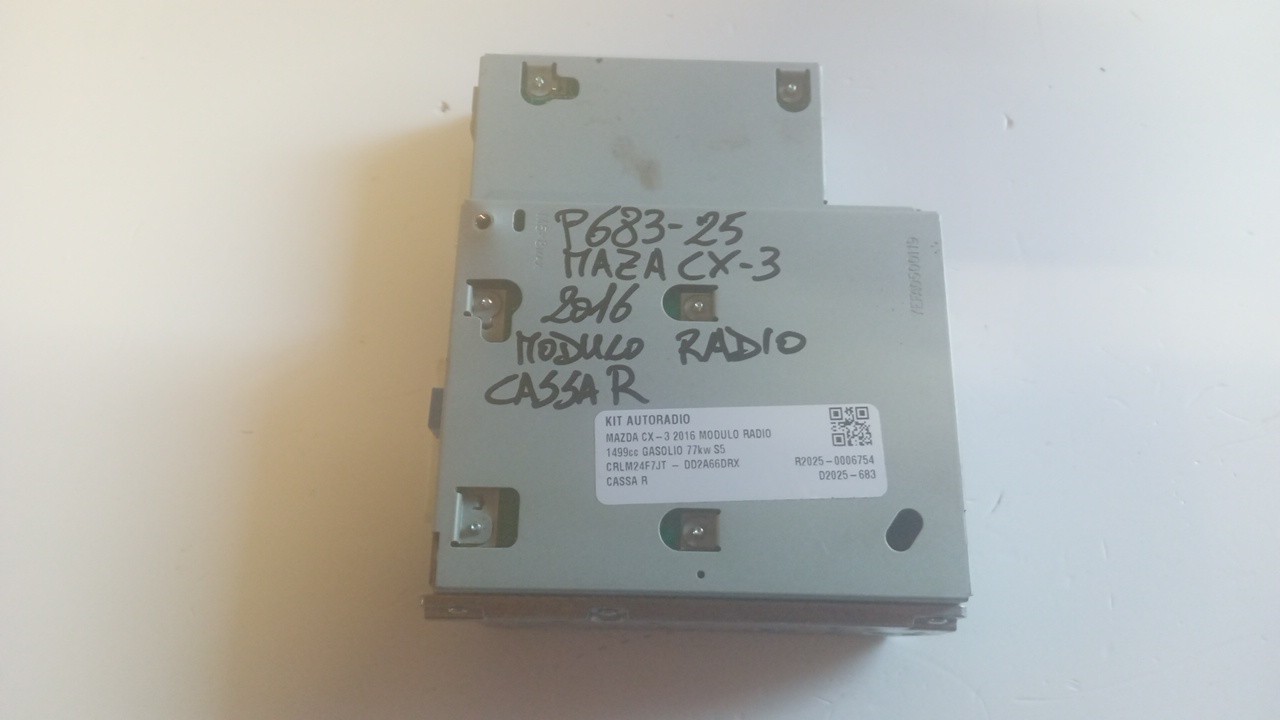 P683-25
MAZA CX-3
2016
MODULO RADIO
CASSA R
KIT AUTORADIO
MAZDA CX-3 2016 MODULO RADIO
1499cc GASOLIO 77kw S5
CRLM24F7JT - DD2A66DRX
R2025-0006754
CASSA R
D2025-683